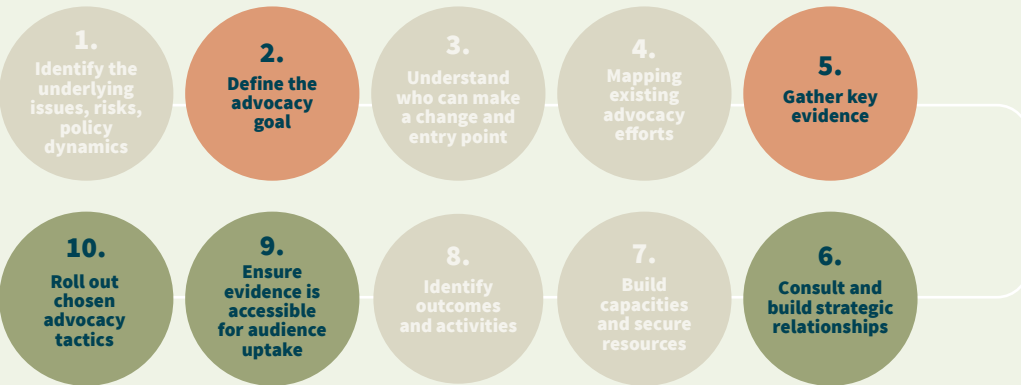 1.
Identify the
underlying
issues, risks,
policy
dynamics
2.
Define the
advocacy
goal
3.
Understand
who can make
a change and
entry point
4.
Mapping
existing
advocacy
efforts
5.
Gather key
evidence
10.
Roll out
chosen
advocacy
tactics
9.
Ensure
evidence is
accessible
for audience
uptake
8.
Identify
outcomes
and activities
7.
Build
capacities
and secure
resources
6.
Consult and
build strategic
relationships